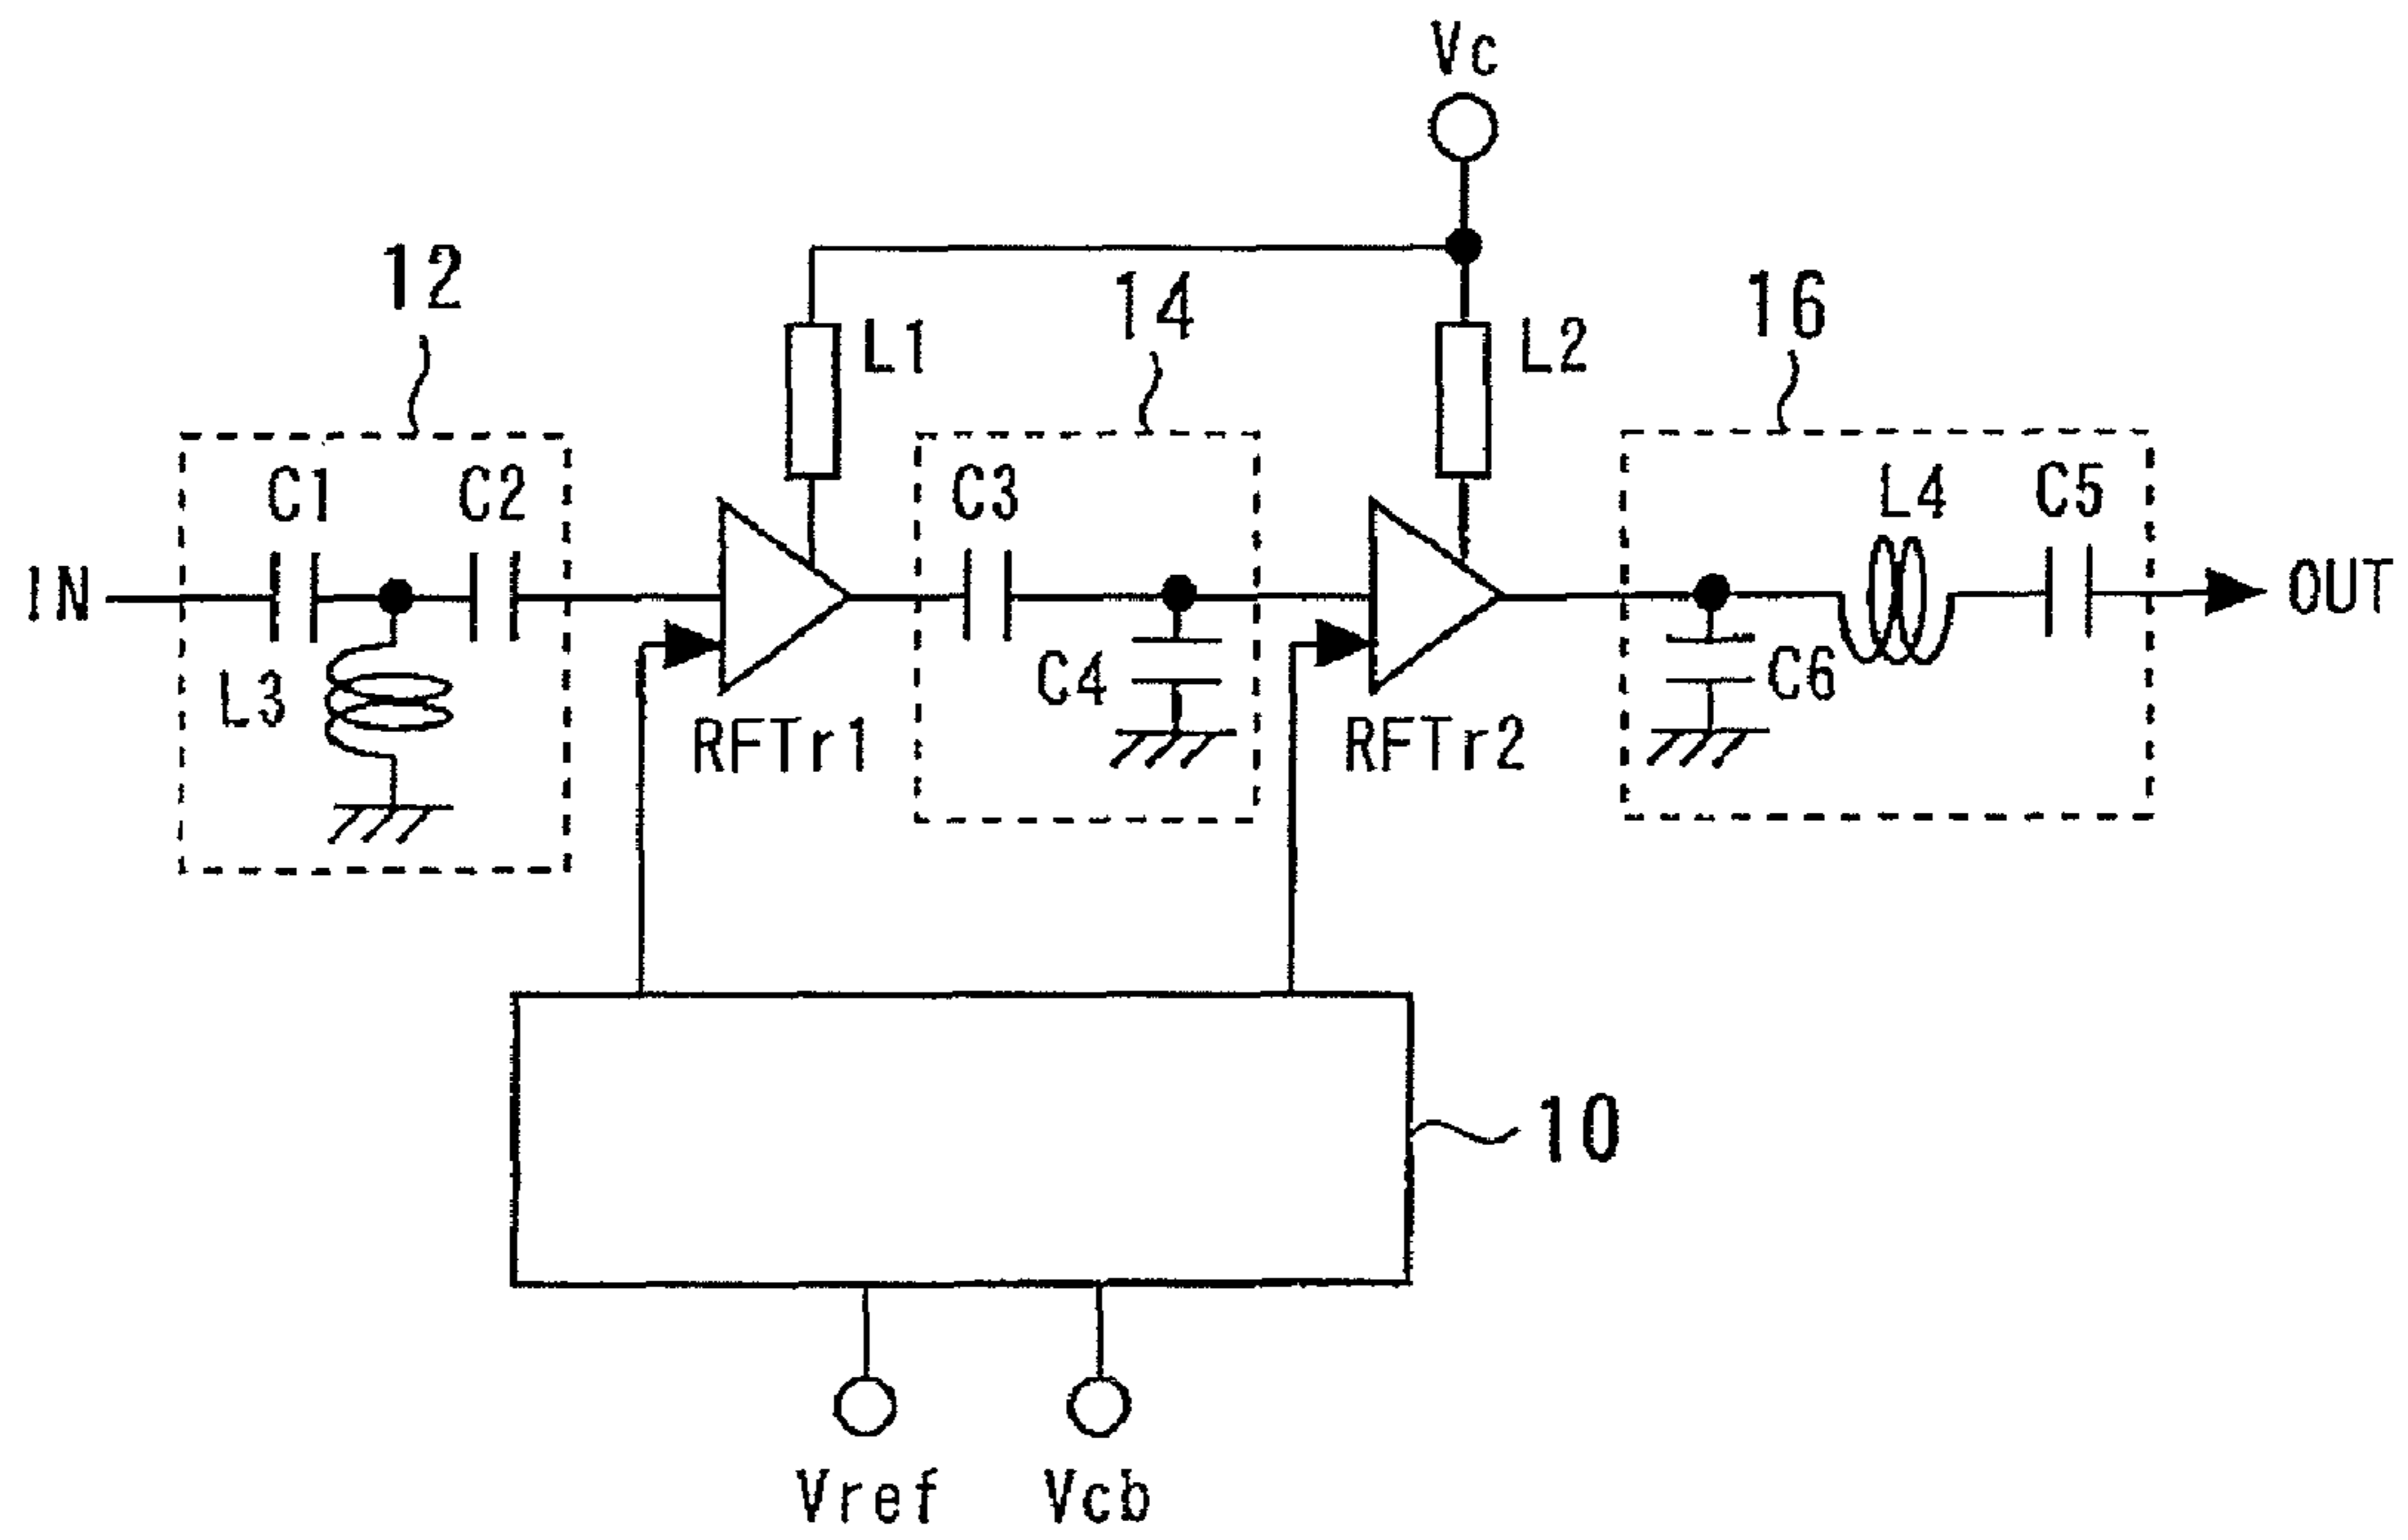 Vc
12
14
16
L1
L2
C1
C2
C3
L4
C5
IN
OUT
L3
C4
C6
RFTr1
RFTr2
10
Vref
Vcb